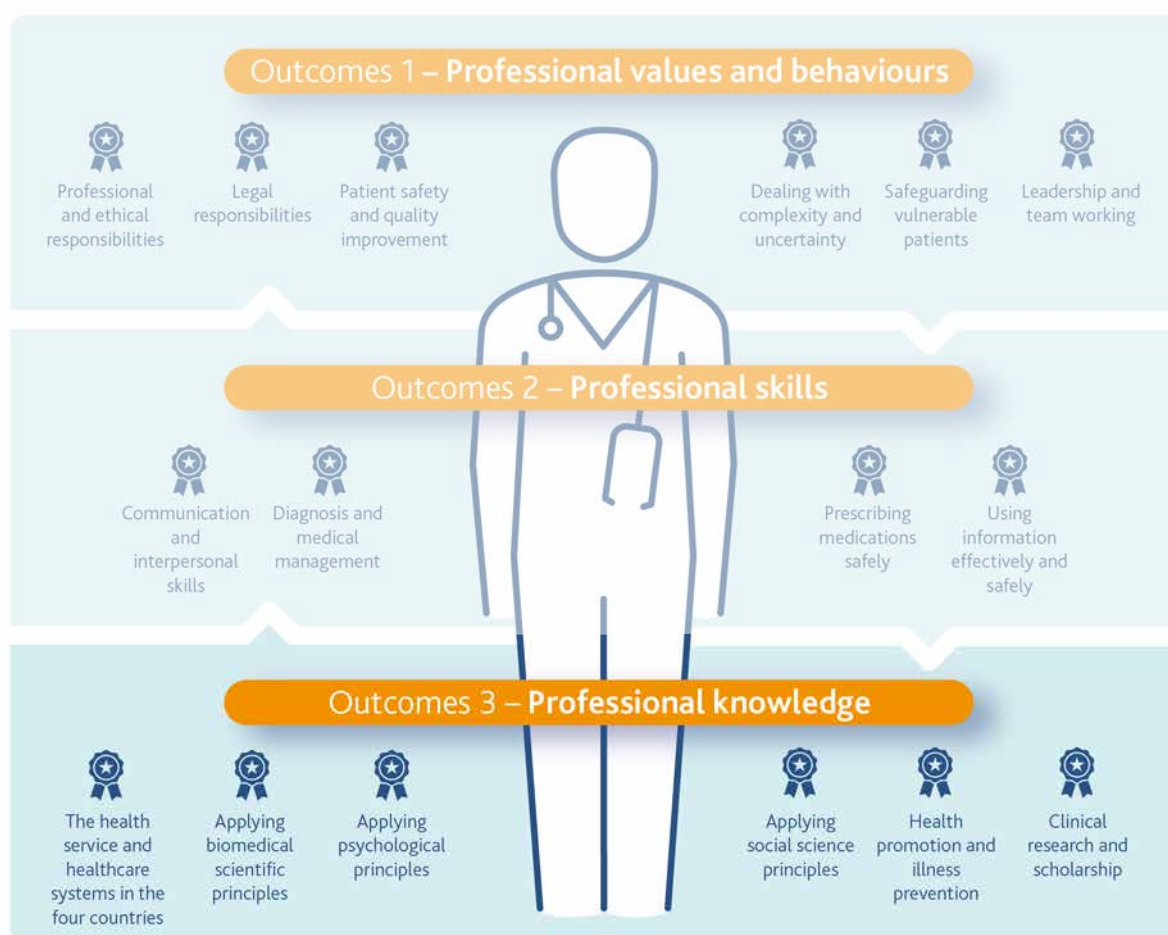 Outcomes 1 – Professional values and behaviours
Professional
and ethical
responsibilities
Legal
responsibilities
Patient safety
and quality
improvement
Dealing with
complexity and
uncertainty
Safeguarding
vulnerable
patients
Leadership and
team working
Outcomes 2 – Professional skills
Communication
and
interpersonal
skills
Diagnosis and
medical
management
Prescribing
medications
safely
Using
information
effectively and
safely
Outcomes 3 – Professional knowledge
The health
service and
healthcare
systems in the
four countries
Applying
biomedical
scientific
principles
Applying
psychological
principles
Applying
social science
principles
Health
promotion and
illness
prevention
Clinical
research and
scholarship